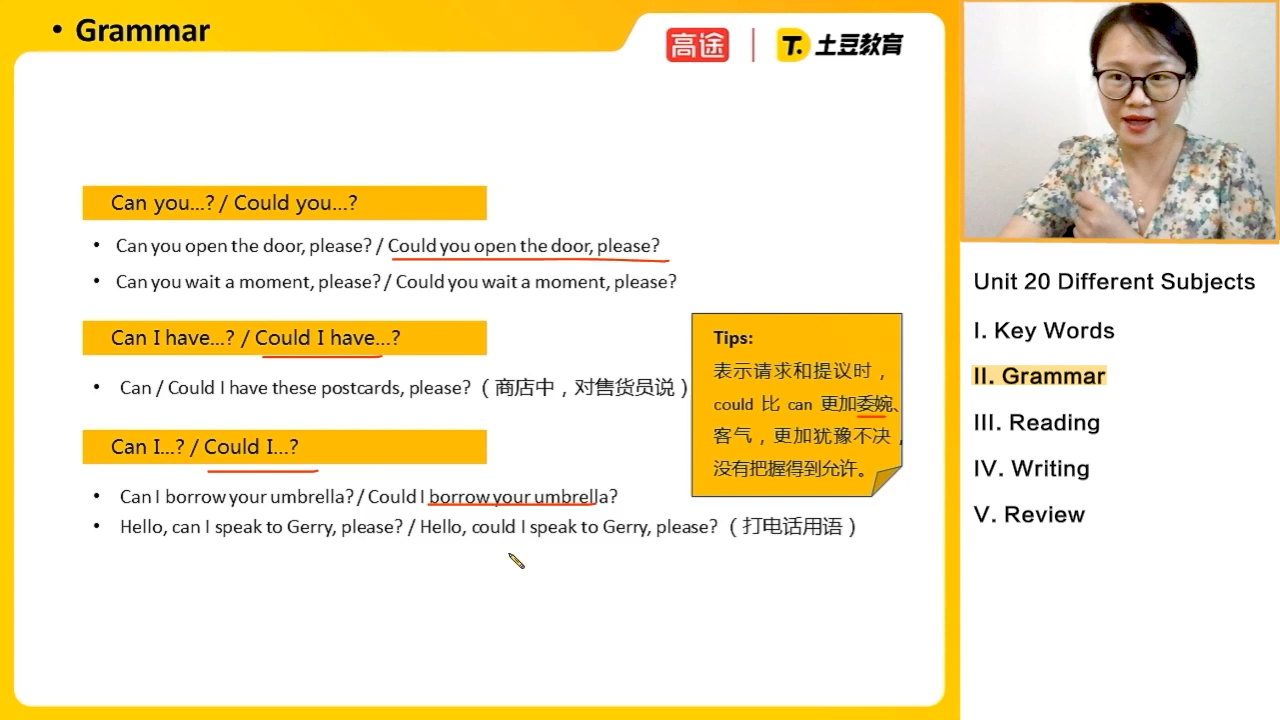 • Grammar
高途 | T. 土豆教育
Can you...? / Could you...?
• Can you open the door, please? / Could you open the door, please?
• Can you wait a moment, please? / Could you wait a moment, please?
Can I have...? / Could I have...?
• Can / Could I have these postcards, please?（商店中，对售货员说）
Can I...? / Could I...?
• Can I borrow your umbrella? / Could I borrow your umbrella?
• Hello, can I speak to Gerry, please? / Hello, could I speak to Gerry, please?（打电话用语）
Tips:
表示请求和提议时，
could 比 can 更加委婉、
客气，更加犹豫不决，
没有把握得到允许。
Unit 20 Different Subjects
I. Key Words
II. Grammar
III. Reading
IV. Writing
V. Review